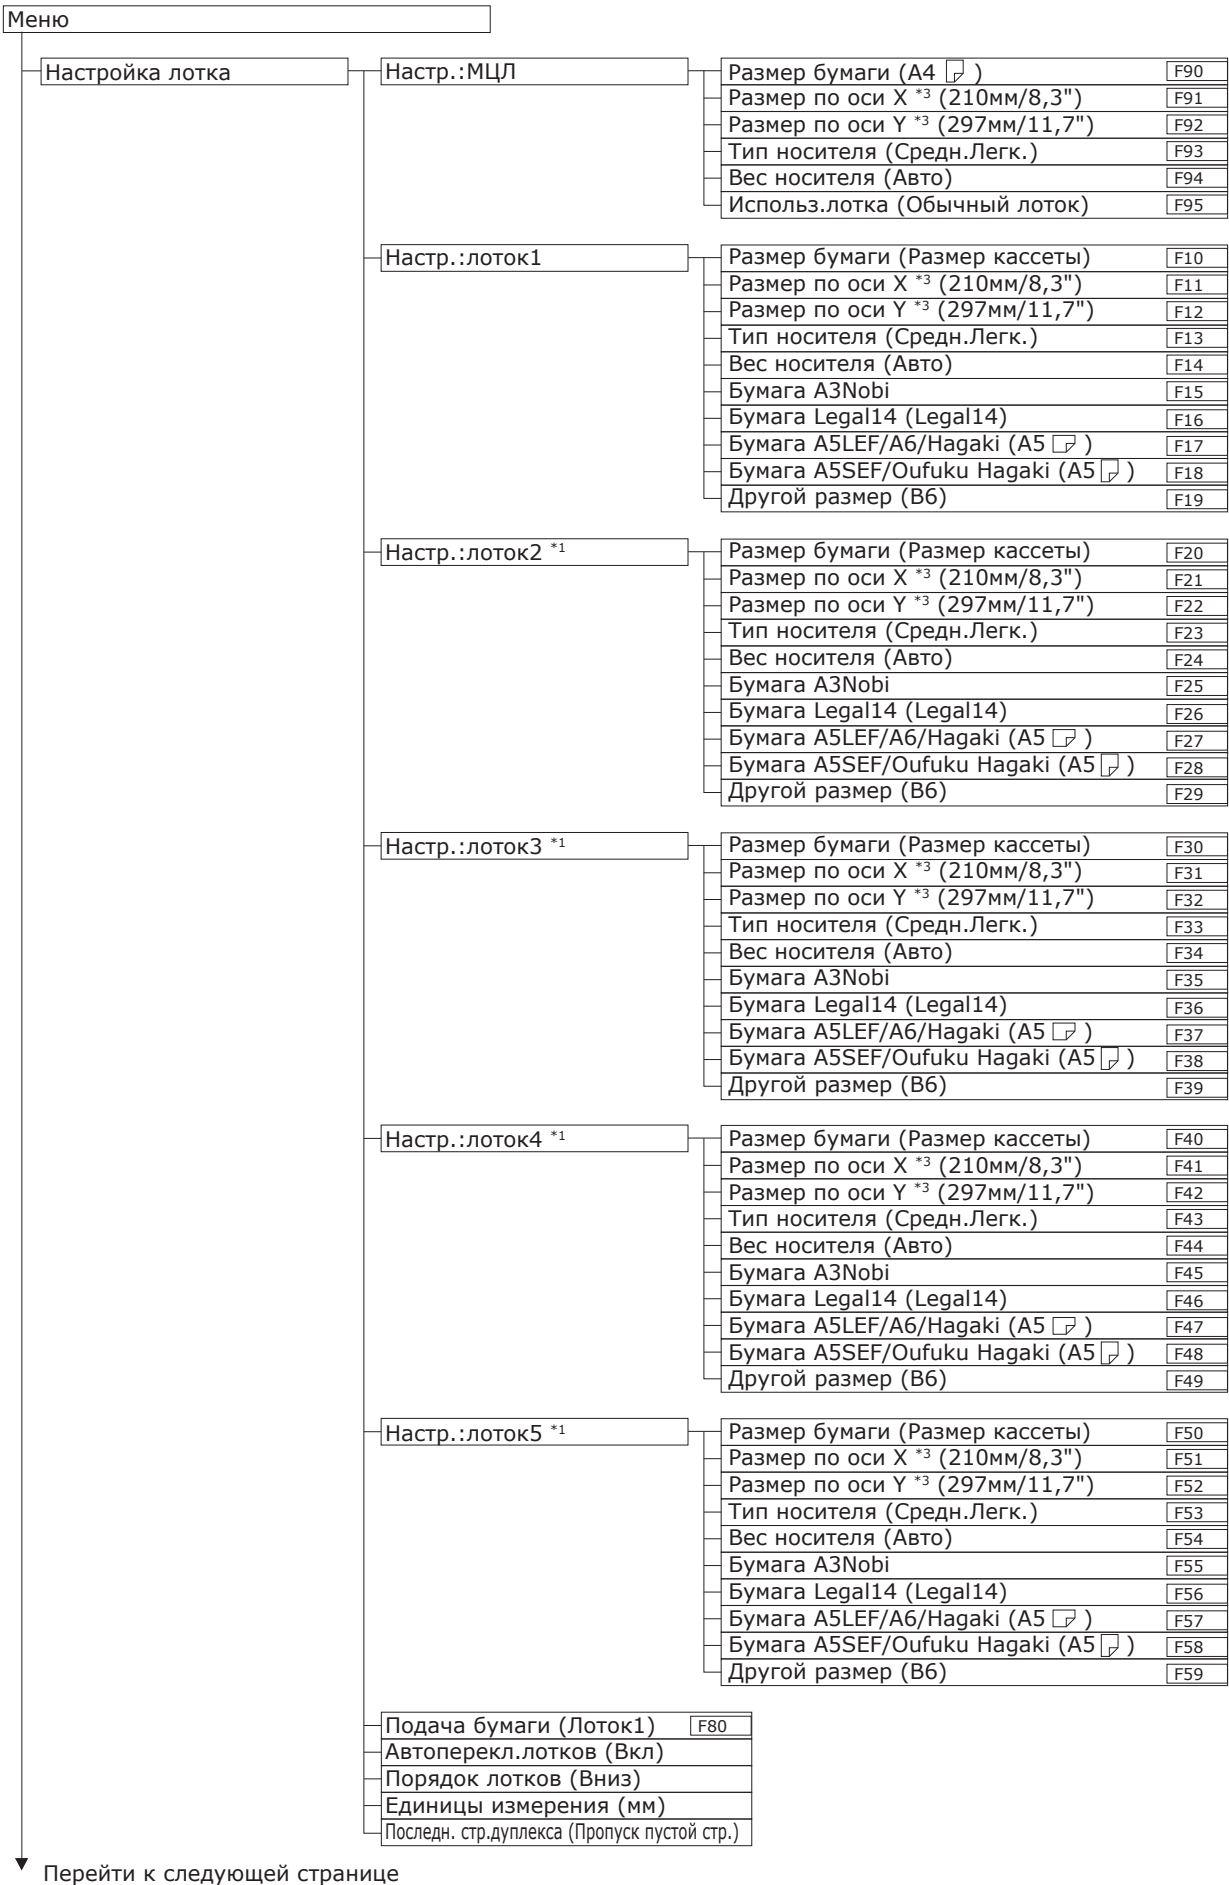 Меню
Настройка лотка
Настр.:МЦЛ
Размер бумаги (A4 ) F90
Размер по оси X *3 (210мм/8,3") F91
Размер по оси Y *3 (297мм/11,7") F92
Тип носителя (Средн.Легк.) F93
Вес носителя (Авто) F94
Использ.лотка (Обычный лоток) F95
Настр.:лоток1
Размер бумаги (Размер кассеты) F10
Размер по оси X *3 (210мм/8,3") F11
Размер по оси Y *3 (297мм/11,7") F12
Тип носителя (Средн.Легк.) F13
Вес носителя (Авто) F14
Бумага A3Nobi F15
Бумага Legal14 (Legal14) F16
Бумага A5LEF/A6/Hagaki (A5 ) F17
Бумага A5SEF/Oufuku Hagaki (A5 ) F18
Другой размер (B6) F19
Настр.:лоток2 *1
Размер бумаги (Размер кассеты) F20
Размер по оси X *3 (210мм/8,3") F21
Размер по оси Y *3 (297мм/11,7") F22
Тип носителя (Средн.Легк.) F23
Вес носителя (Авто) F24
Бумага A3Nobi F25
Бумага Legal14 (Legal14) F26
Бумага A5LEF/A6/Hagaki (A5 ) F27
Бумага A5SEF/Oufuku Hagaki (A5 ) F28
Другой размер (B6) F29
Настр.:лоток3 *1
Размер бумаги (Размер кассеты) F30
Размер по оси X *3 (210мм/8,3") F31
Размер по оси Y *3 (297мм/11,7") F32
Тип носителя (Средн.Легк.) F33
Вес носителя (Авто) F34
Бумага A3Nobi F35
Бумага Legal14 (Legal14) F36
Бумага A5LEF/A6/Hagaki (A5 ) F37
Бумага A5SEF/Oufuku Hagaki (A5 ) F38
Другой размер (B6) F39
Настр.:лоток4 *1
Размер бумаги (Размер кассеты) F40
Размер по оси X *3 (210мм/8,3") F41
Размер по оси Y *3 (297мм/11,7") F42
Тип носителя (Средн.Легк.) F43
Вес носителя (Авто) F44
Бумага A3Nobi F45
Бумага Legal14 (Legal14) F46
Бумага A5LEF/A6/Hagaki (A5 ) F47
Бумага A5SEF/Oufuku Hagaki (A5 ) F48
Другой размер (B6) F49
Настр.:лоток5 *1
Размер бумаги (Размер кассеты) F50
Размер по оси X *3 (210мм/8,3") F51
Размер по оси Y *3 (297мм/11,7") F52
Тип носителя (Средн.Легк.) F53
Вес носителя (Авто) F54
Бумага A3Nobi F55
Бумага Legal14 (Legal14) F56
Бумага A5LEF/A6/Hagaki (A5 ) F57
Бумага A5SEF/Oufuku Hagaki (A5 ) F58
Другой размер (B6) F59
Подача бумаги (Лоток1) F80
Автоперекл.лотков (Вкл)
Порядок лотков (Вниз)
Единицы измерения (мм)
Последн. стр.дуплекса (Пропуск пустой стр.)
Перейти к следующей странице